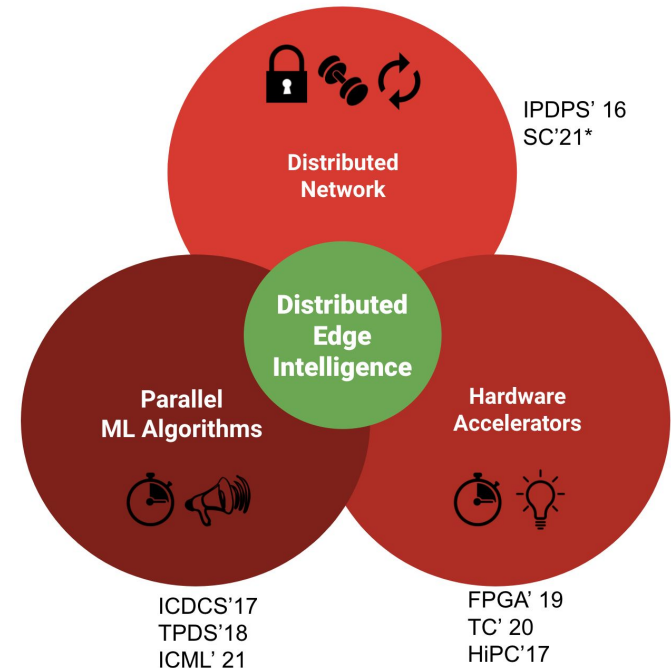 IPDPS’ 16
SC’21*
Distributed
Network
Distributed
Edge
Intelligence
Parallel
ML Algorithms
Hardware
Accelerators
ICDCS’17
TPDS’18
ICML’ 21
FPGA’ 19
TC’ 20
HiPC’17